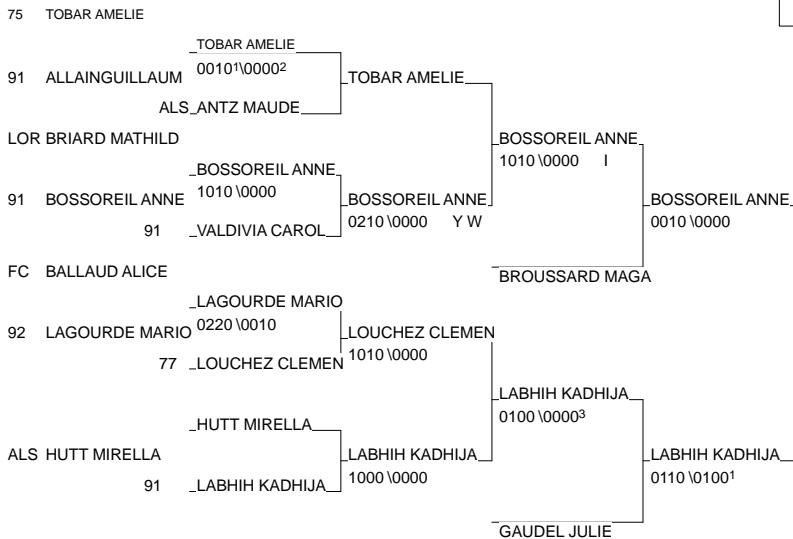 75 TOBAR AMELIE
TOBAR AMELIE
91 ALLAINGUILLAUM 0010¹\0000² TOBAR AMELIE
ALS ANTZ MAUDE
LOR BRIARD MATHILD BOSSOREIL ANNE
1010 \0000 I
BOSSOREIL ANNE
91 BOSSOREIL ANNE 1010 \0000 BOSSOREIL ANNE BOSSOREIL ANNE
0210 \0000 Y W 0010 \0000
91 VALDIVIA CAROL
FC BALLAUD ALICE BROUSSARD MAGA
LAGOURDE MARIO
92 LAGOURDE MARIO 0220 \0010 LOUCHEZ CLEMEN
1010 \0000
77 LOUCHEZ CLEMEN
LABHIH KADHIJA
0100 \0000³
HUTT MIRELLA
ALS HUTT MIRELLA LABHIH KADHIJA LABHIH KADHIJA
1000 \0000 0110 \0100¹
91 LABHIH KADHIJA
GAUDEL JULIE